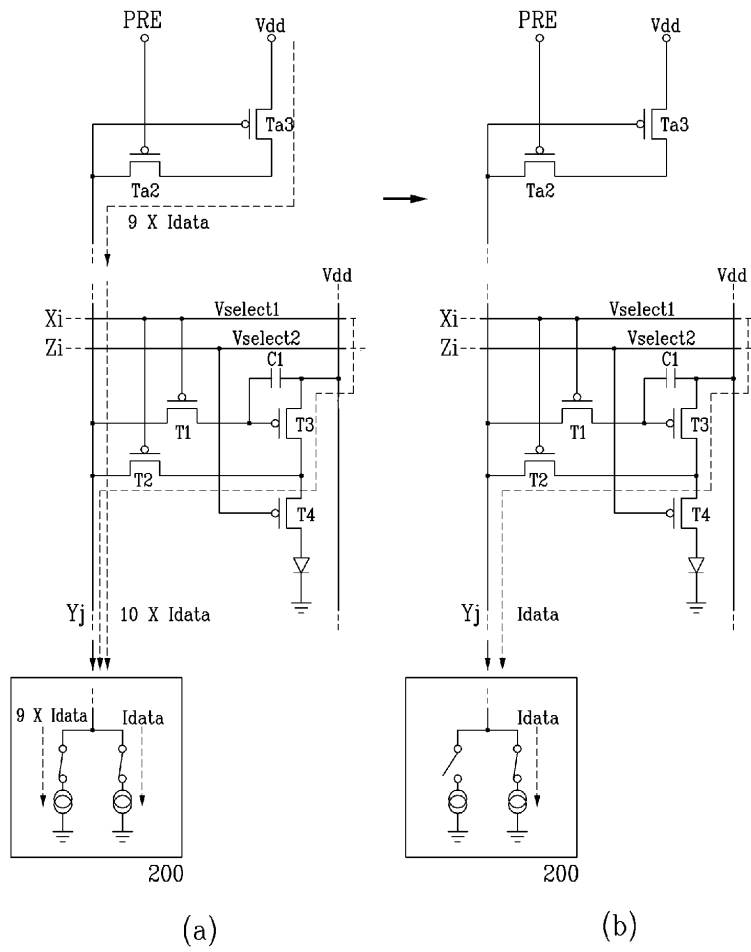 PRE
Vdd
Ta3
Ta2
9 X Idata
Vdd
Xi
Vselect1
Zi
Vselect2
C1
T1
T3
T2
T4
Yj
10 X Idata
9 X Idata
Idata
200
(a)
PRE
Vdd
Ta3
Ta2
Vdd
Xi
Vselect1
Zi
Vselect2
C1
T1
T3
T2
T4
Yj
Idata
Idata
200
(b)